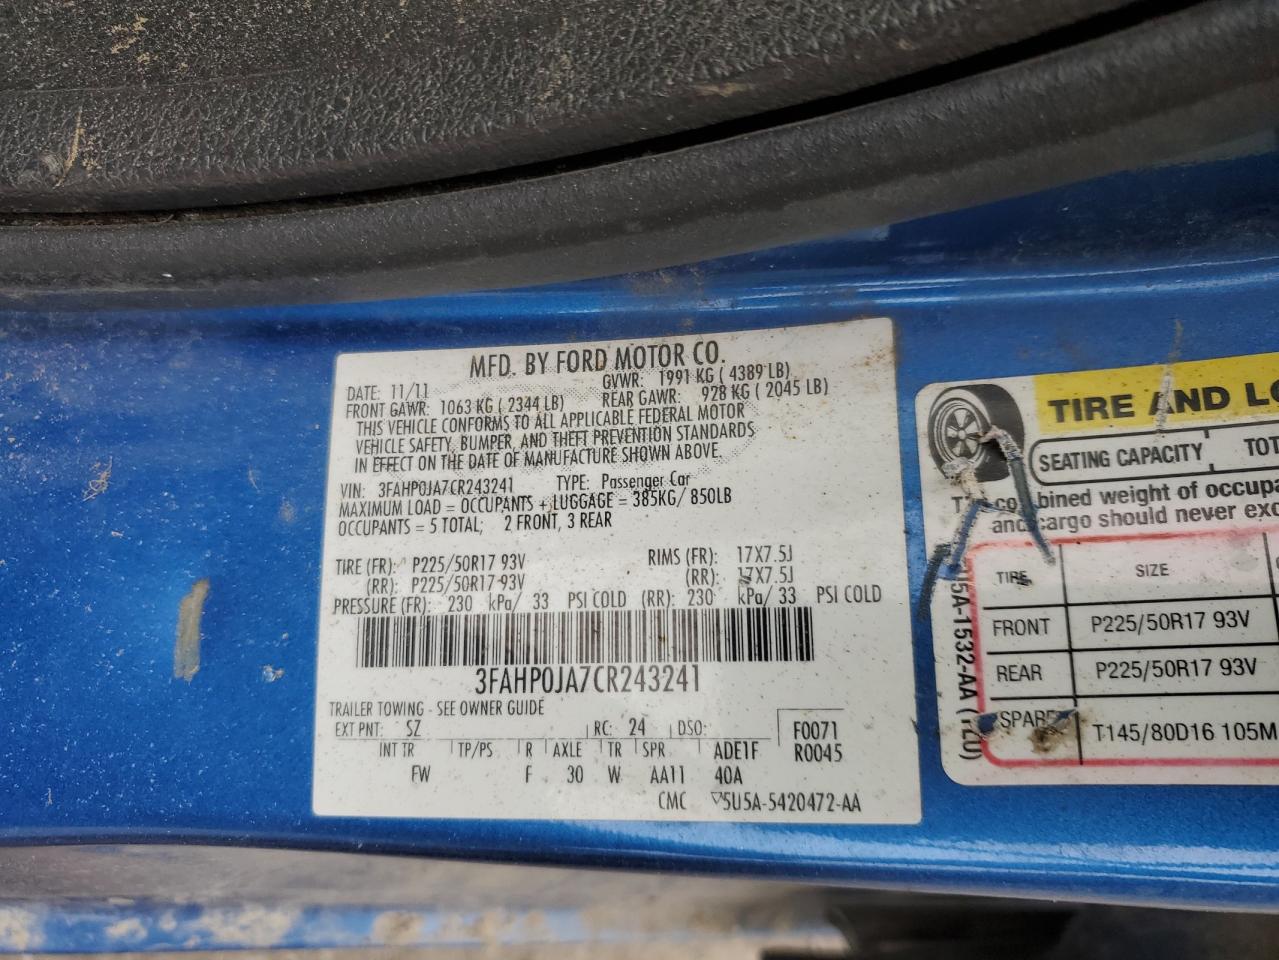 MFD. BY FORD MOTOR CO.
DATE: 11/11 GVWR: 1991 KG ( 4389 LB)
FRONT GAWR: 1063 KG ( 2344 LB) REAR GAWR: 928 KG ( 2045 LB)
THIS VEHICLE CONFORMS TO ALL APPLICABLE FEDERAL MOTOR
VEHICLE SAFETY, BUMPER, AND THEFT PREVENTION STANDARDS
IN EFFECT ON THE DATE OF MANUFACTURE SHOWN ABOVE.
VIN: 3FAHP0JA7CR243241 TYPE: Passenger Car
MAXIMUM LOAD = OCCUPANTS + LUGGAGE = 385KG/ 850LB
OCCUPANTS = 5 TOTAL; 2 FRONT, 3 REAR
TIRE (FR): P225/50R17 93V RIMS (FR): 17X7.5J
(RR): P225/50R17 93V (RR): 17X7.5J
PRESSURE (FR): 230 kPa/ 33 PSI COLD (RR): 230 kPa/ 33 PSI COLD
3FAHP0JA7CR243241
TRAILER TOWING - SEE OWNER GUIDE
EXT PNT: SZ RC: 24 DSO: F0071
INT TR TP/PS R AXLE TR SPR ADE1F R0045
FW F 30 W AA11 40A
CMC ▽5U5A-5420472-AA
TIRE AND LO
SEATING CAPACITY TOT
combined weight of occupa
and cargo should never exc
TIRE SIZE
FRONT P225/50R17 93V
REAR P225/50R17 93V
SPARE T145/80D16 105M
5A-1532-AA